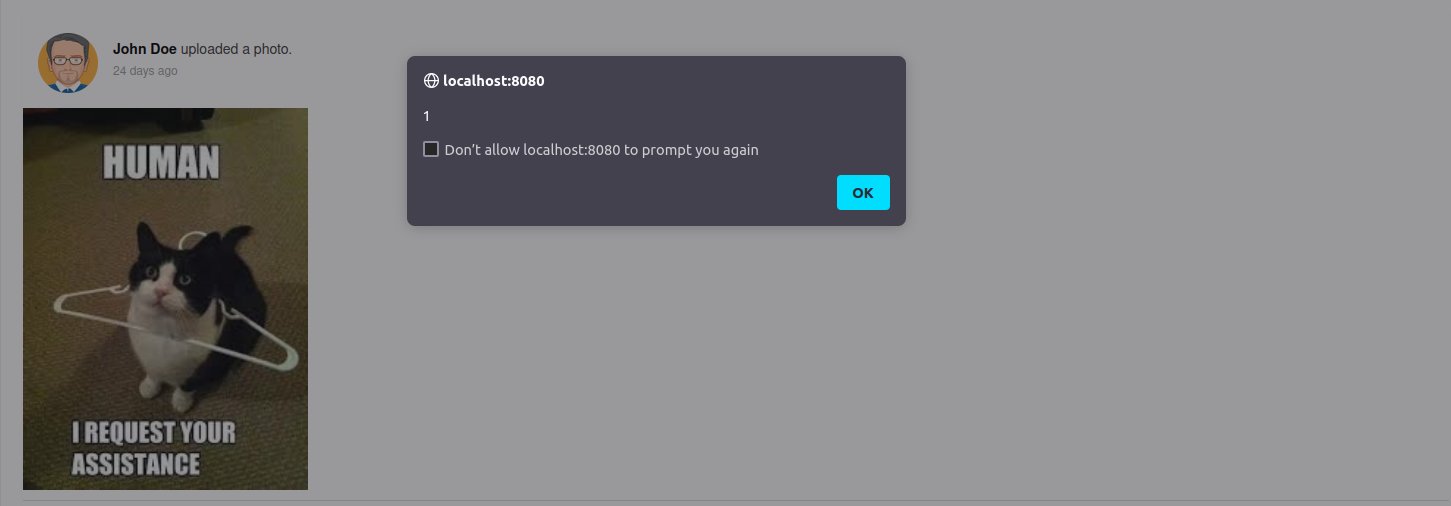 John Doe uploaded a photo.
24 days ago
HUMAN
I REQUEST YOUR
ASSISTANCE
localhost:8080
1
Don’t allow localhost:8080 to prompt you again
OK